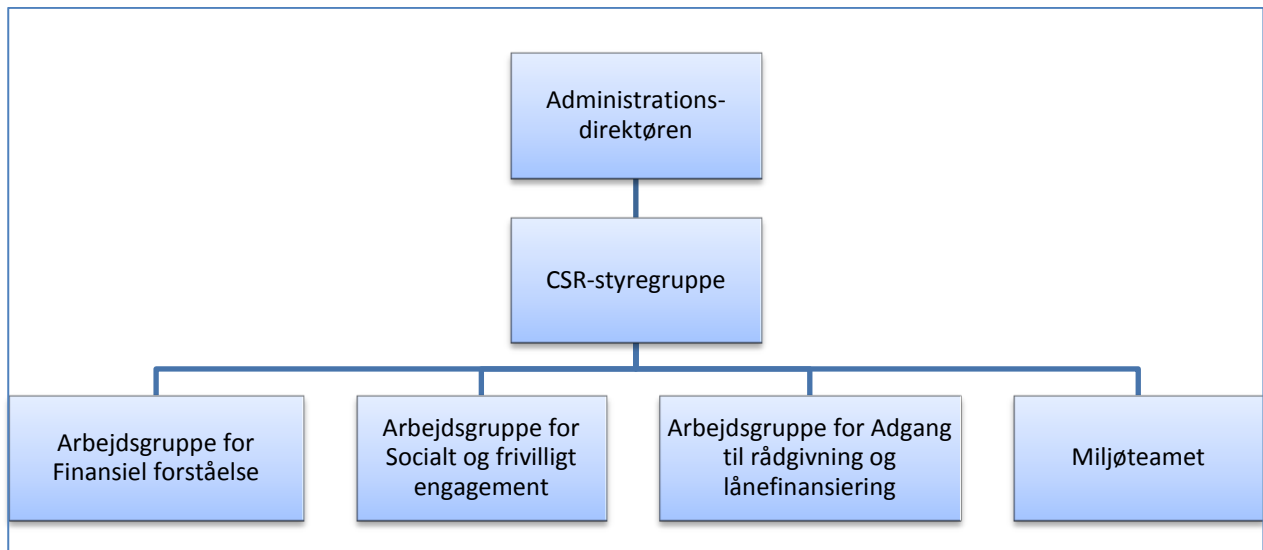 Administrations-
direktøren
CSR-styregruppe
Arbejdsgruppe for
Finansiel forståelse
Arbejdsgruppe for
Socialt og frivilligt
engagement
Arbejdsgruppe for Adgang
til rådgivning og
lånefinansiering
Miljøteamet